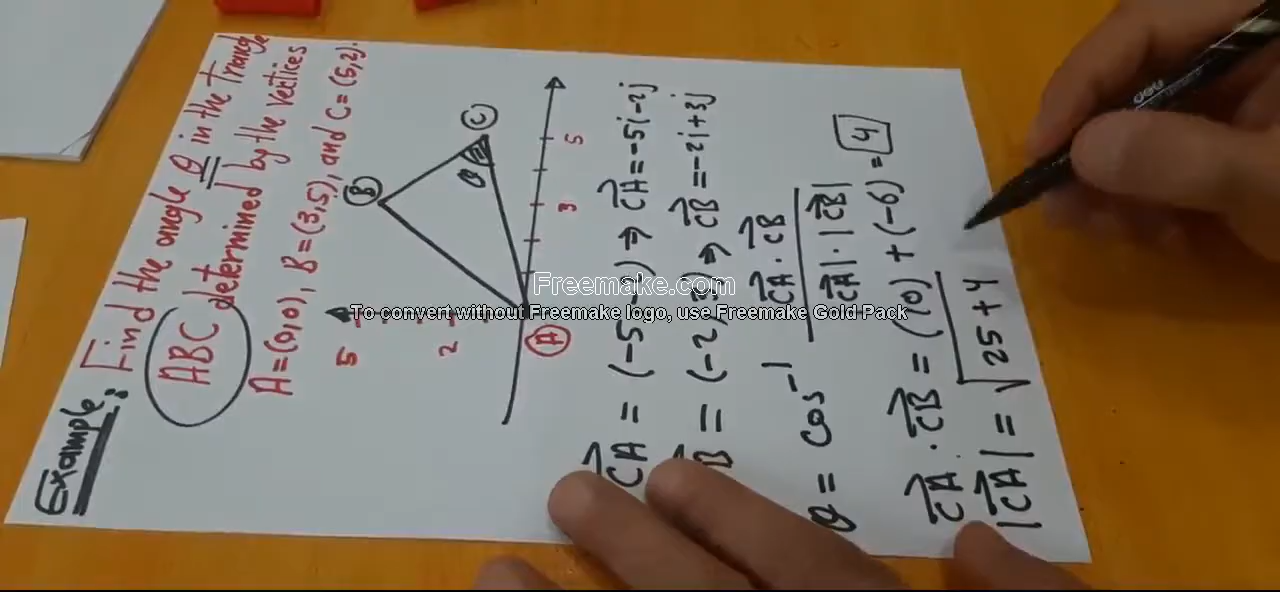 Example: Find the angle θ in the triangle
ABC determined by the vertices
A=(0,0), B=(3,5), and C=(5,2).
5
2
B
C
θ
A
3
5
CA = (-5,-2) ⇒ CA = -5i-2j
B = (-2,3) ⇒ CB = -2i+3j
θ = cos⁻¹ CA·CB / |CA|·|CB|
CA·CB = (10)+(-6) = 4
|CA| = √25+4
deli
Freemake.com
To convert without Freemake logo, use Freemake Gold Pack